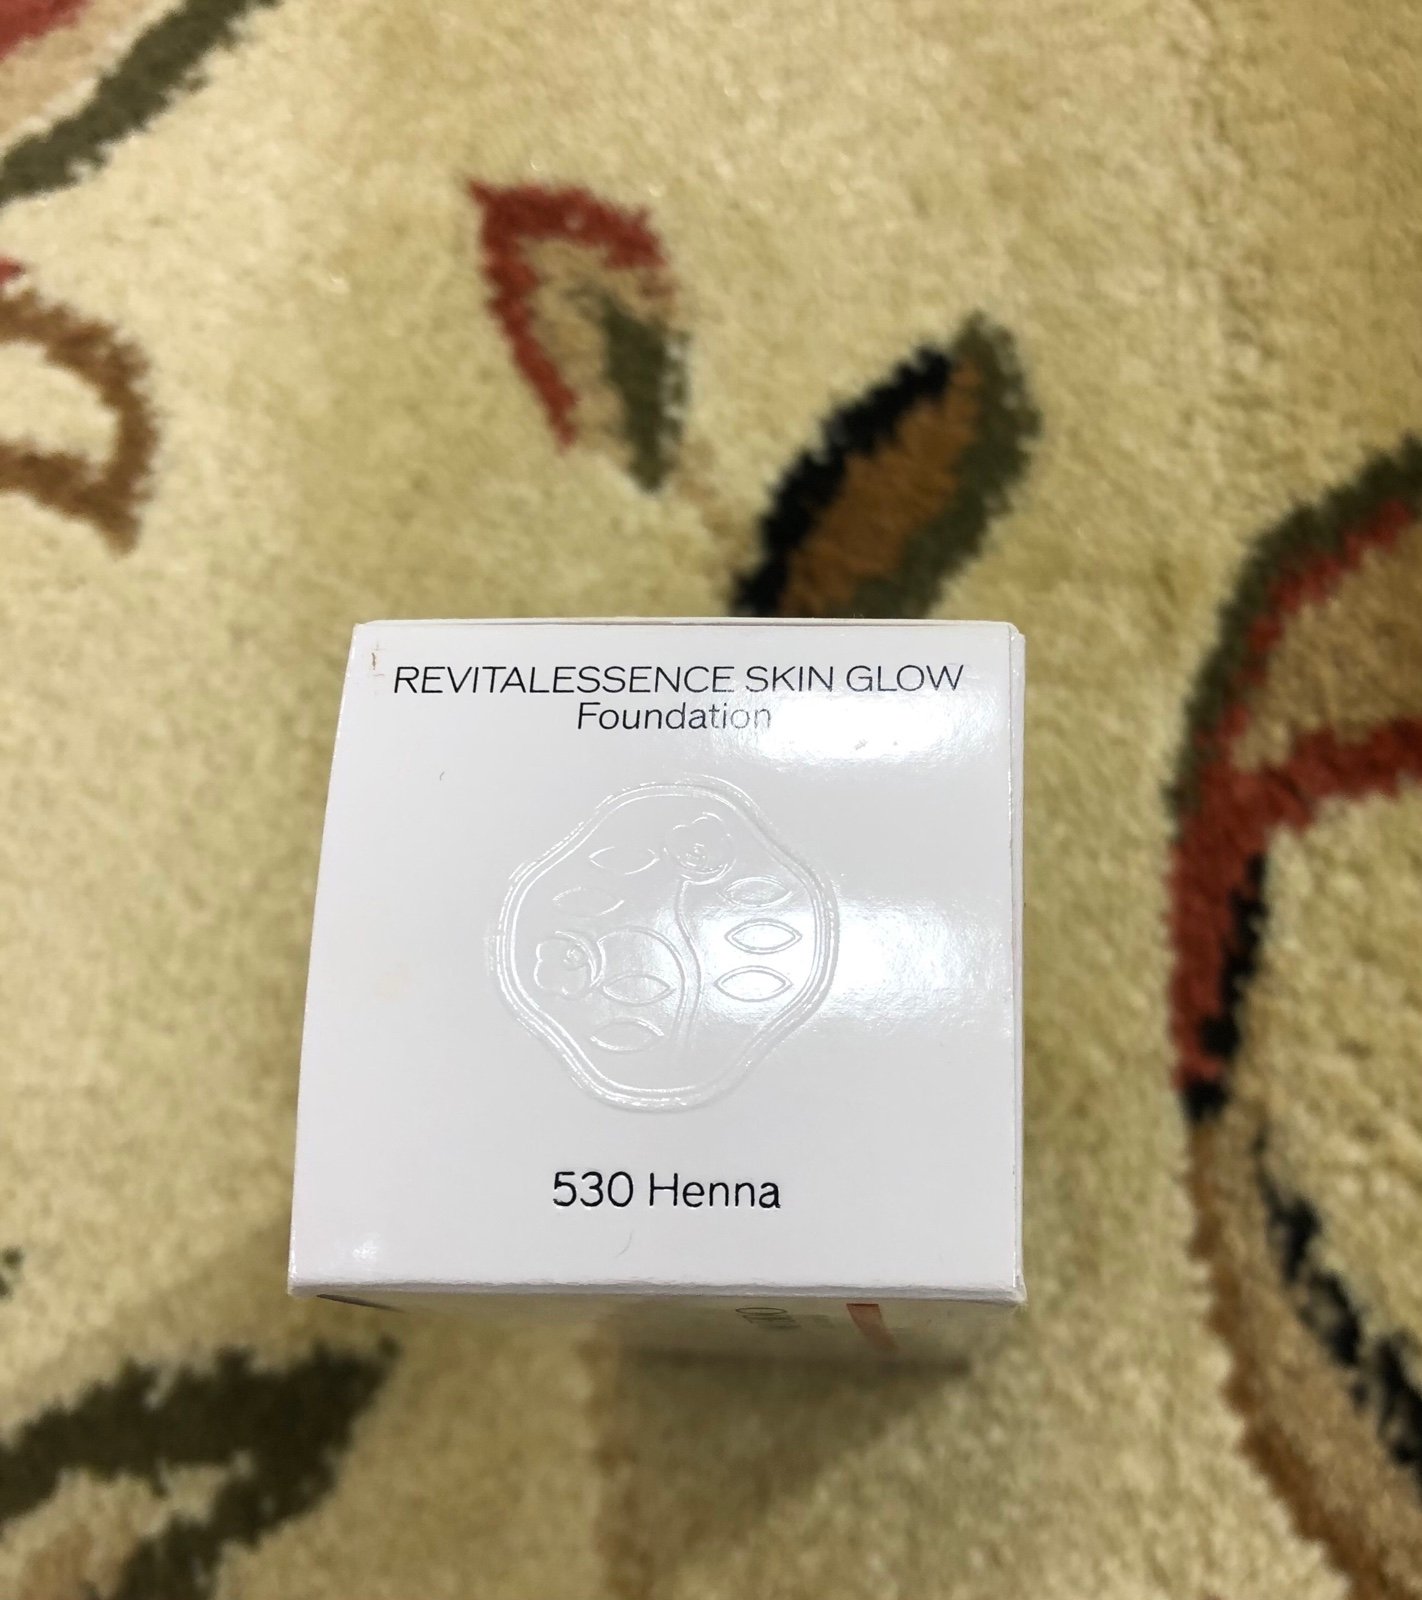 REVITALESSENCE SKIN GLOW
Foundation
530 Henna